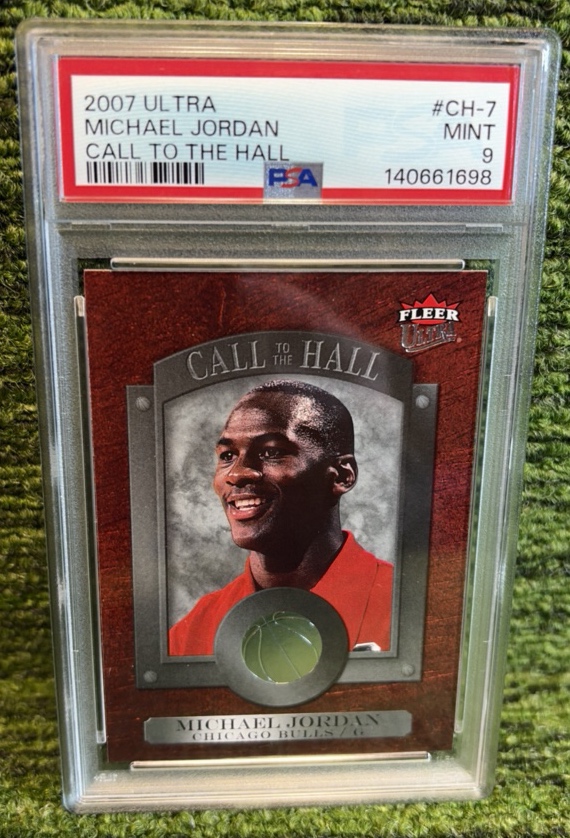 2007 ULTRA #CH-7
MICHAEL JORDAN MINT
CALL TO THE HALL 9
PSA 140661698
FLEER
ULTRA
CALL TO THE HALL
MICHAEL JORDAN
CHICAGO BULLS / G